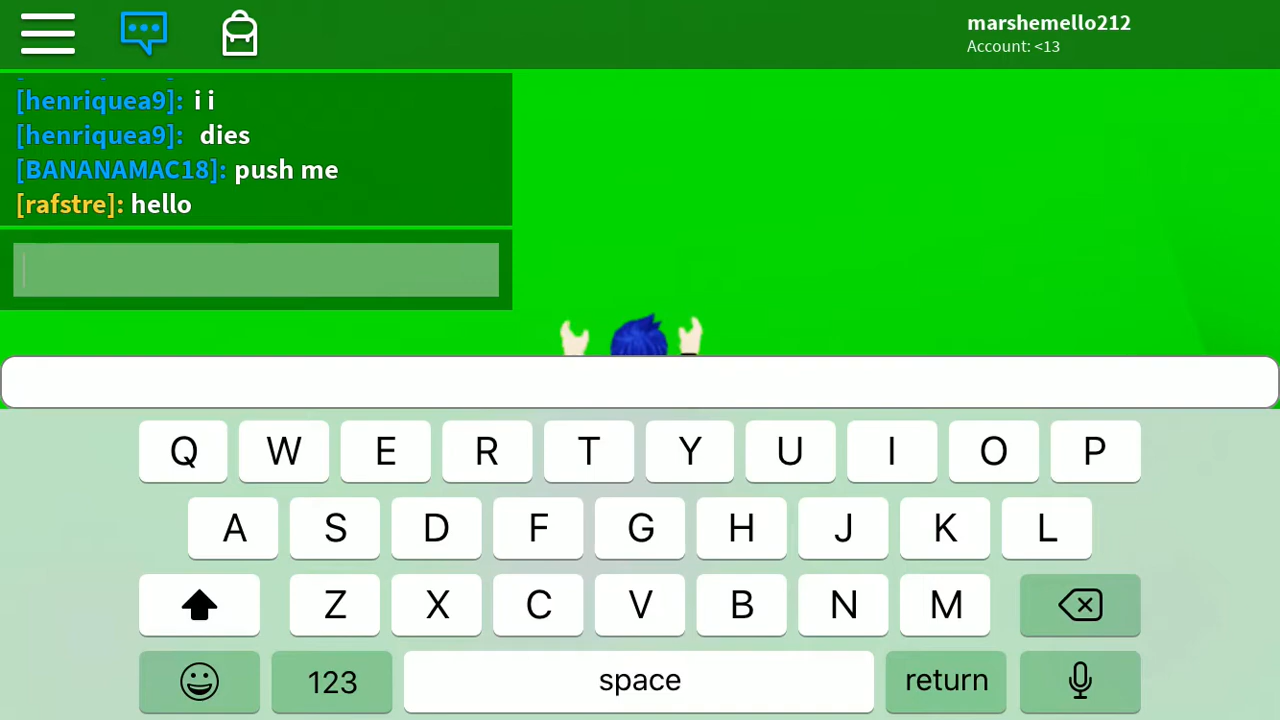 marshemello212
Account: <13
[henriquea9]: i i
[henriquea9]: dies
[BANANAMAC18]: push me
[rafstre]: hello
Q W E R T Y U I O P
A S D F G H J K L
Z X C V B N M
123 space return